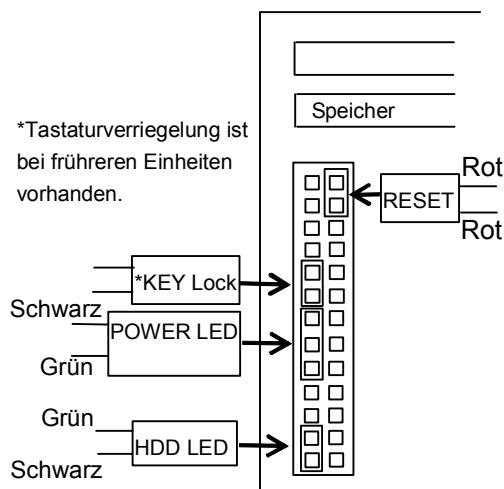 Speicher
*Tastaturverriegelung ist
bei frühreren Einheiten
vorhanden.
Rot
RESET
Rot
*KEY Lock
Schwarz
POWER LED
Grün
Grün
HDD LED
Schwarz